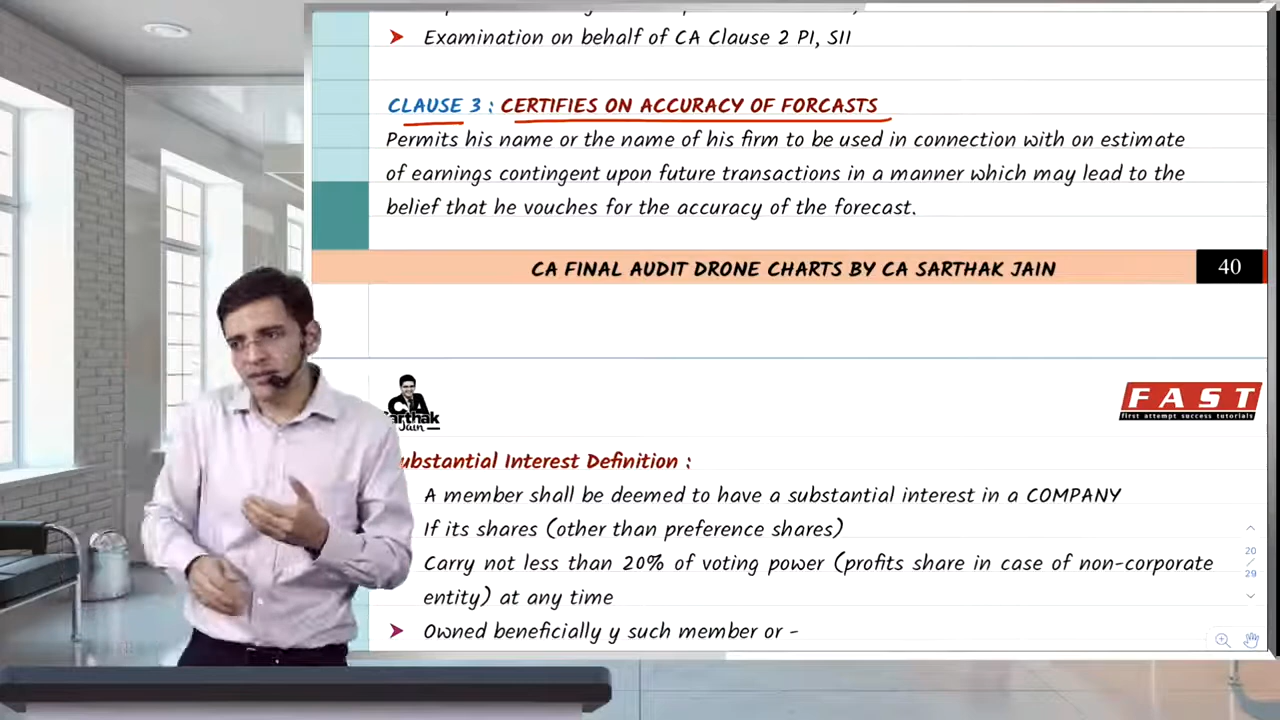 ➤ Examination on behalf of CA Clause 2 PI, SII
CLAUSE 3 : CERTIFIES ON ACCURACY OF FORCASTS
Permits his name or the name of his firm to be used in connection with on estimate
of earnings contingent upon future transactions in a manner which may lead to the
belief that he vouches for the accuracy of the forecast.
CA FINAL AUDIT DRONE CHARTS BY CA SARTHAK JAIN
40
CA
Sarthak
Jain
FAST
first attempt success tutorials
ubstantial Interest Definition :
A member shall be deemed to have a substantial interest in a COMPANY
If its shares (other than preference shares)
Carry not less than 20% of voting power (profits share in case of non-corporate
entity) at any time
➤ Owned beneficially y such member or -
20
/
29